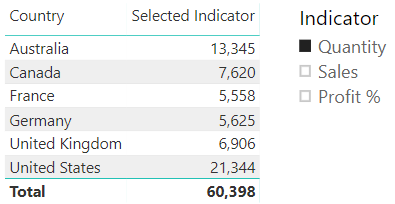 Country Selected Indicator
Australia 13,345
Canada 7,620
France 5,558
Germany 5,625
United Kingdom 6,906
United States 21,344
Total 60,398
Indicator
Quantity
Sales
Profit %